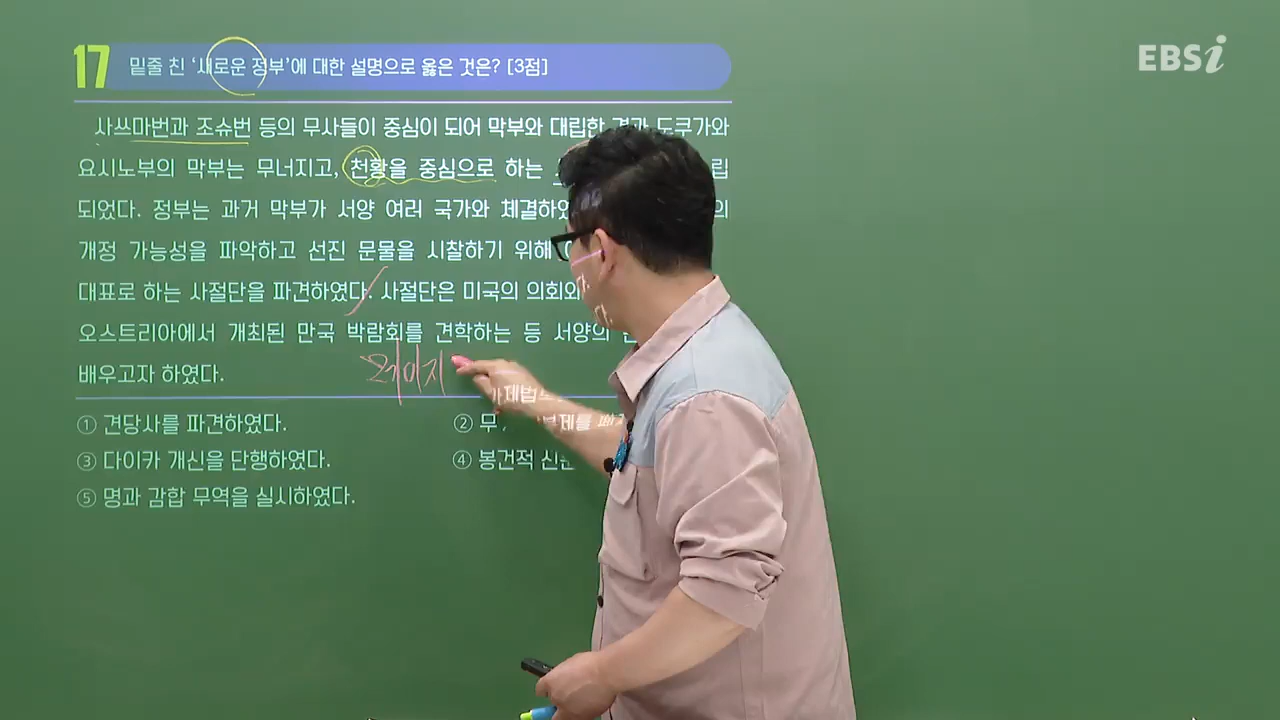 17 밑줄 친 '새로운 정부'에 대한 설명으로 옳은 것은? [3점]
EBSi
사쓰마번과 조슈번 등의 무사들이 중심이 되어 막부와 대립한 결과 도쿠가와
요시노부의 막부는 무너지고, 천황을 중심으로 하는 립
되었다. 정부는 과거 막부가 서양 여러 국가와 체결하였 의
개정 가능성을 파악하고 선진 문물을 시찰하기 위해
대표로 하는 사절단을 파견하였다. 사절단은 미국의 의회와
오스트리아에서 개최된 만국 박람회를 견학하는 등 서양의
배우고자 하였다.
메이지
① 견당사를 파견하였다.
② 무
③ 다이카 개신을 단행하였다.
④ 봉건적 신분
⑤ 명과 감합 무역을 실시하였다.